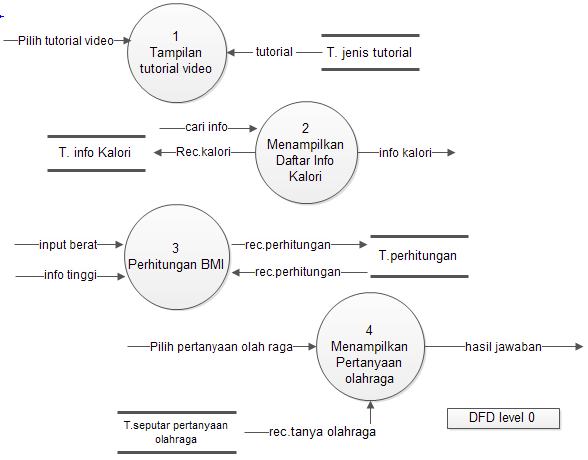 1
Tampilan
tutorial video
Pilih tutorial video
tutorial
T. jenis tutorial
cari info
2
Menampilkan
Daftar Info
Kalori
T. info Kalori
Rec.kalori
info kalori
input berat
3
Perhitungan BMI
rec.perhitungan
T.perhitungan
info tinggi
rec.perhitungan
4
Menampilkan
Pertanyaan
olahraga
Pilih pertanyaan olah raga
hasil jawaban
T.seputar pertanyaan
olahraga
rec.tanya olahraga
DFD level 0